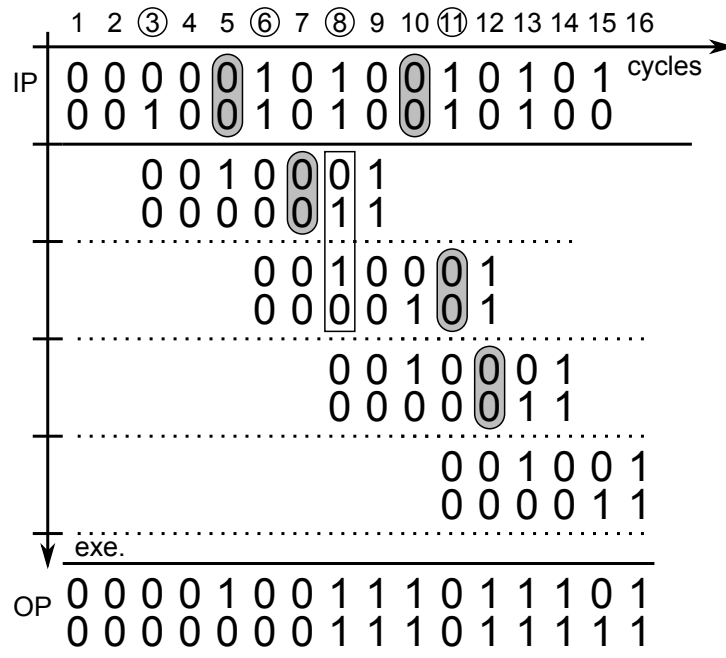 1 2 3 4 5 6 7 8 9 10 11 12 13 14 15 16
cycles
IP 0 0 0 0 0 1 0 1 0 0 1 0 1 0 1
0 0 1 0 0 1 0 1 0 0 1 0 1 0 0
0 0 1 0 0 0 1
0 0 0 0 0 1 1
0 0 1 0 0 0 1
0 0 0 0 1 0 1
0 0 1 0 0 0 1
0 0 0 0 0 1 1
0 0 1 0 0 1
0 0 0 0 1 1
exe.
OP 0 0 0 0 1 0 0 1 1 1 0 1 1 1 0 1
0 0 0 0 0 0 0 1 1 1 0 1 1 1 1 1